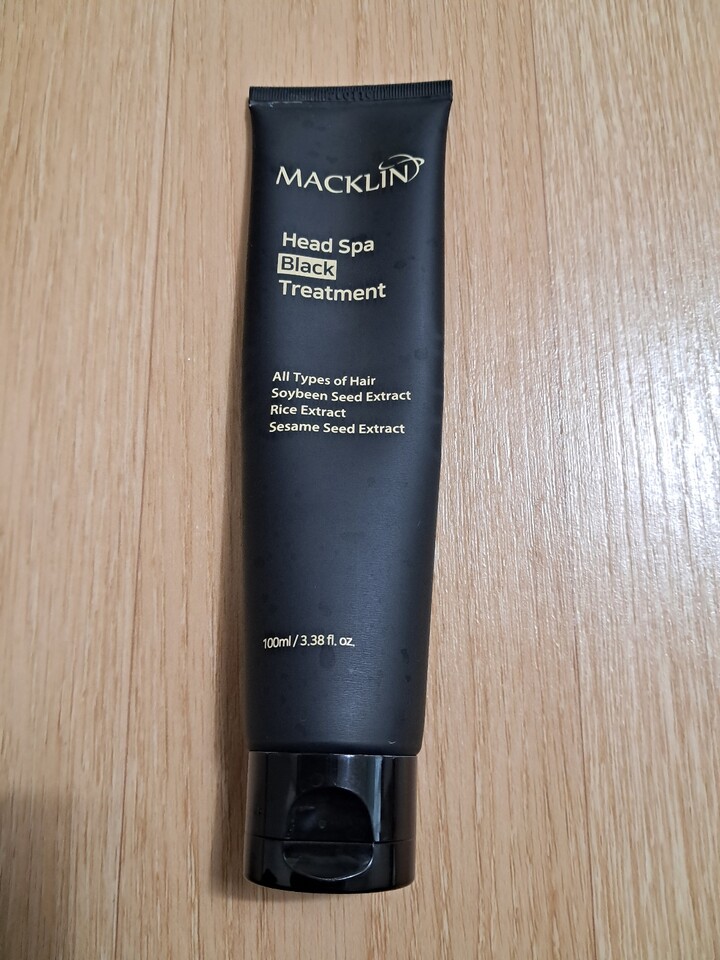 MACKLIN
Head Spa
Black
Treatment
All Types of Hair
Soybeen Seed Extract
Rice Extract
Sesame Seed Extract
100ml / 3.38 fl. oz.